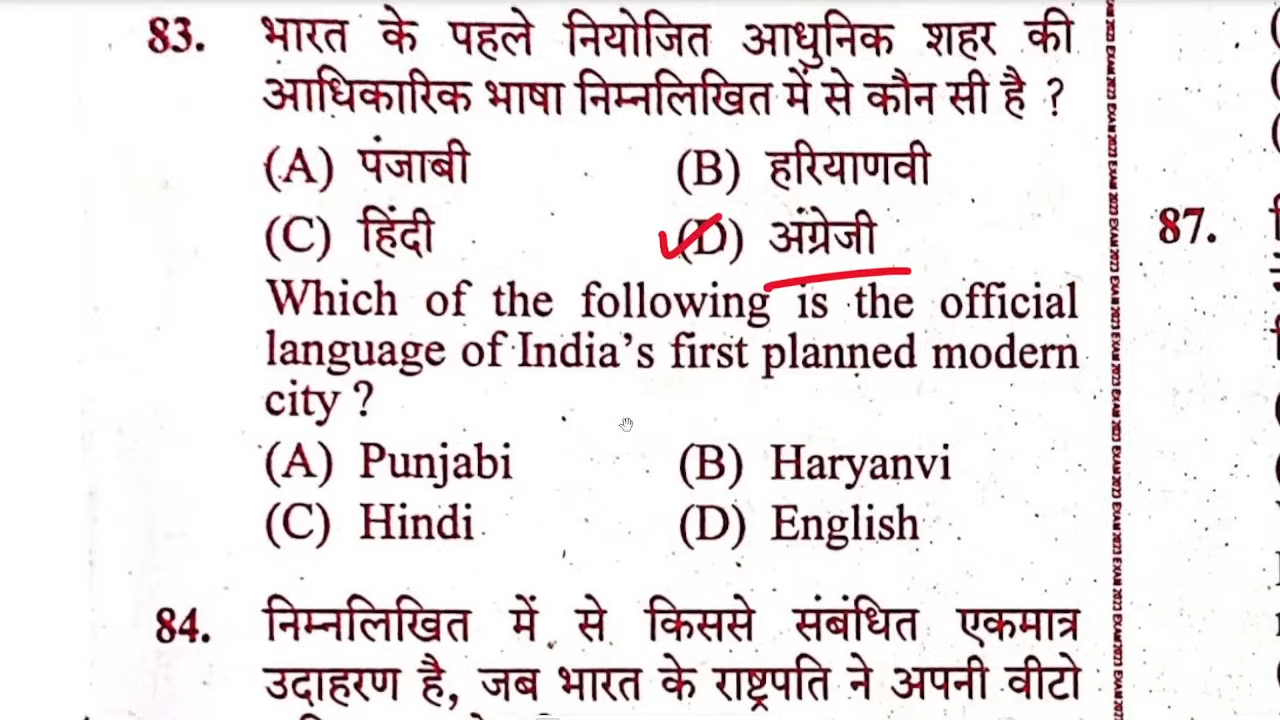 83. भारत के पहले नियोजित आधुनिक शहर की
आधिकारिक भाषा निम्नलिखित में से कौन सी है ?
(A) पंजाबी (B) हरियाणवी
(C) हिंदी (D) अंग्रेजी
Which of the following is the official
language of India's first planned modern
city ?
(A) Punjabi (B) Haryanvi
(C) Hindi (D) English
84. निम्नलिखित में से किससे संबंधित एकमात्र
उदाहरण है, जब भारत के राष्ट्रपति ने अपनी वीटो
87.